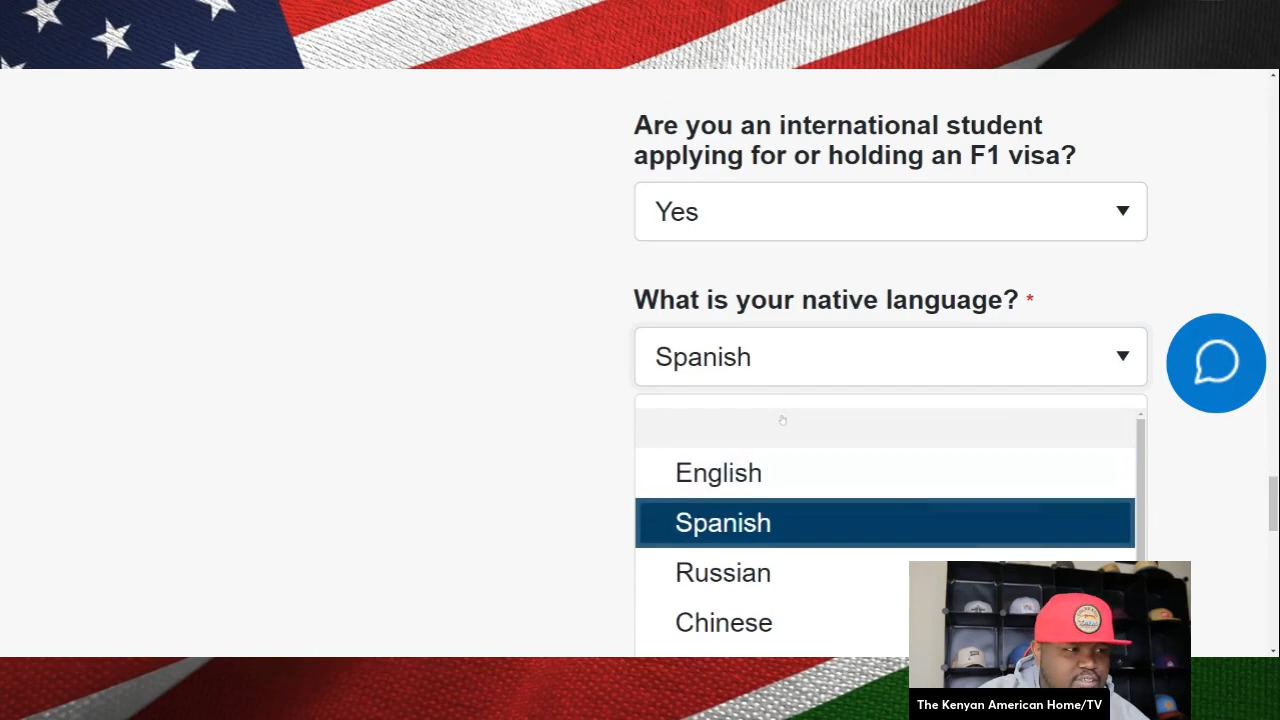 Are you an international student
applying for or holding an F1 visa?
Yes
What is your native language? *
Spanish
English
Spanish
Russian
Chinese
The Kenyan American Home/TV